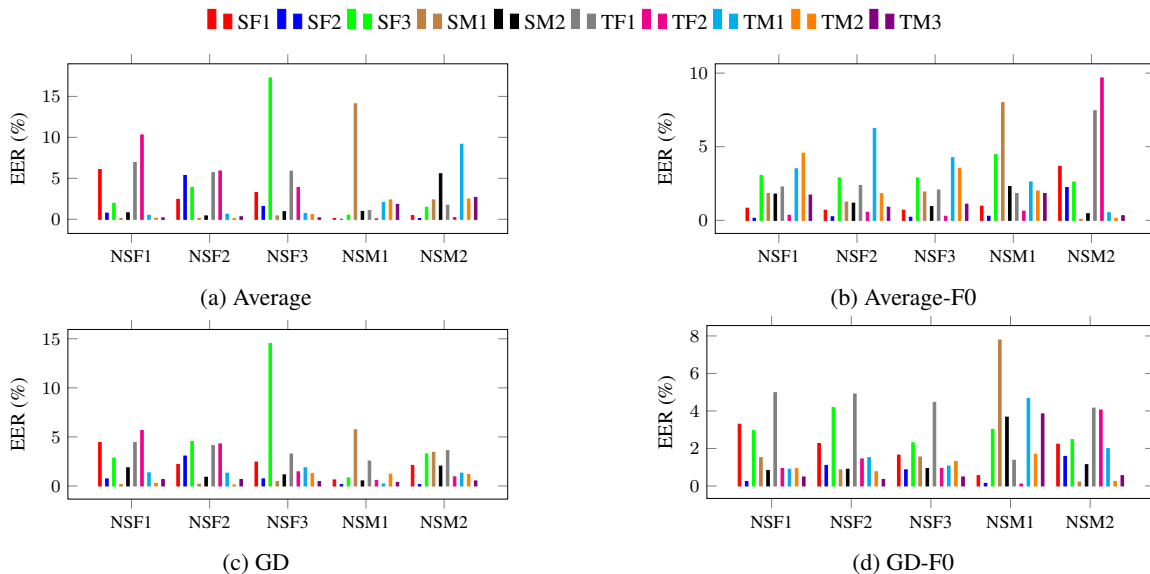 SF1 SF2 SF3 SM1 SM2 TF1 TF2 TM1 TM2 TM3
EER (%)
15
10
5
0
NSF1 NSF2 NSF3 NSM1 NSM2
(a) Average
EER (%)
10
5
0
NSF1 NSF2 NSF3 NSM1 NSM2
(b) Average-F0
EER (%)
15
10
5
0
NSF1 NSF2 NSF3 NSM1 NSM2
(c) GD
EER (%)
8
6
4
2
0
NSF1 NSF2 NSF3 NSM1 NSM2
(d) GD-F0